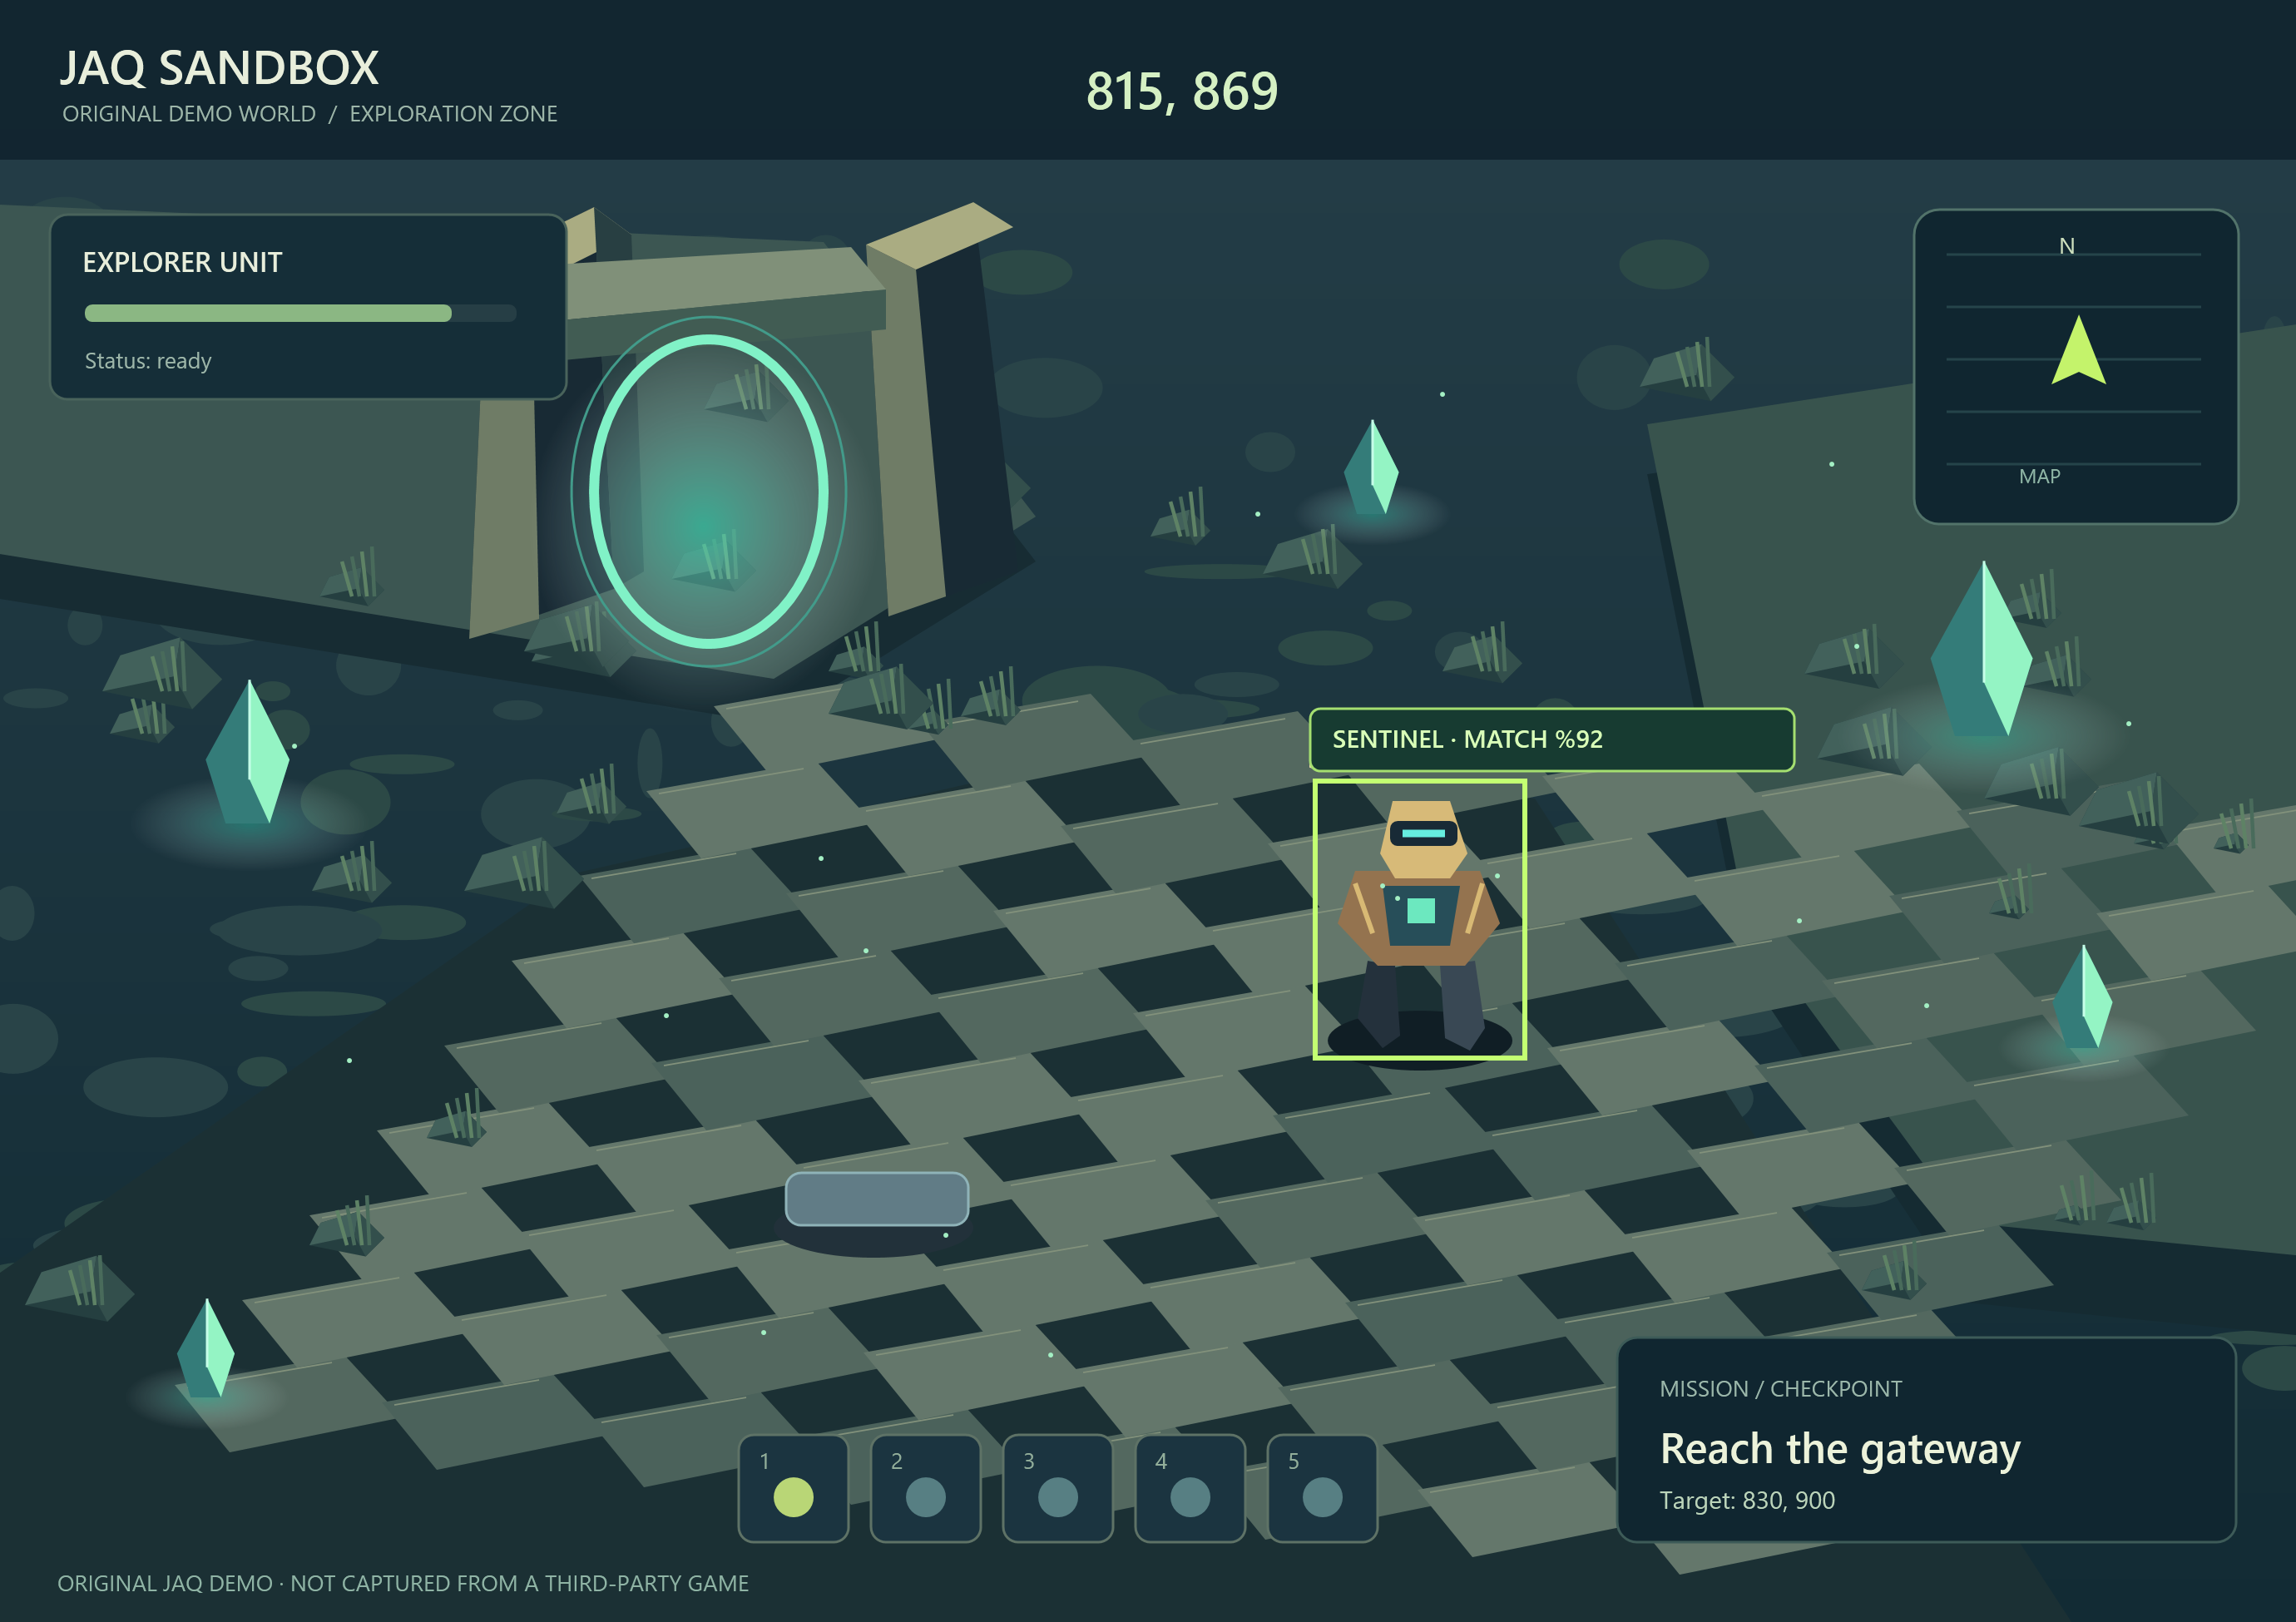 JAQ SANDBOX
ORIGINAL DEMO WORLD / EXPLORATION ZONE
815, 869
EXPLORER UNIT
Status: ready
N
MAP
SENTINEL · MATCH %92
MISSION / CHECKPOINT
Reach the gateway
Target: 830, 900
1
2
3
4
5
ORIGINAL JAQ DEMO · NOT CAPTURED FROM A THIRD-PARTY GAME